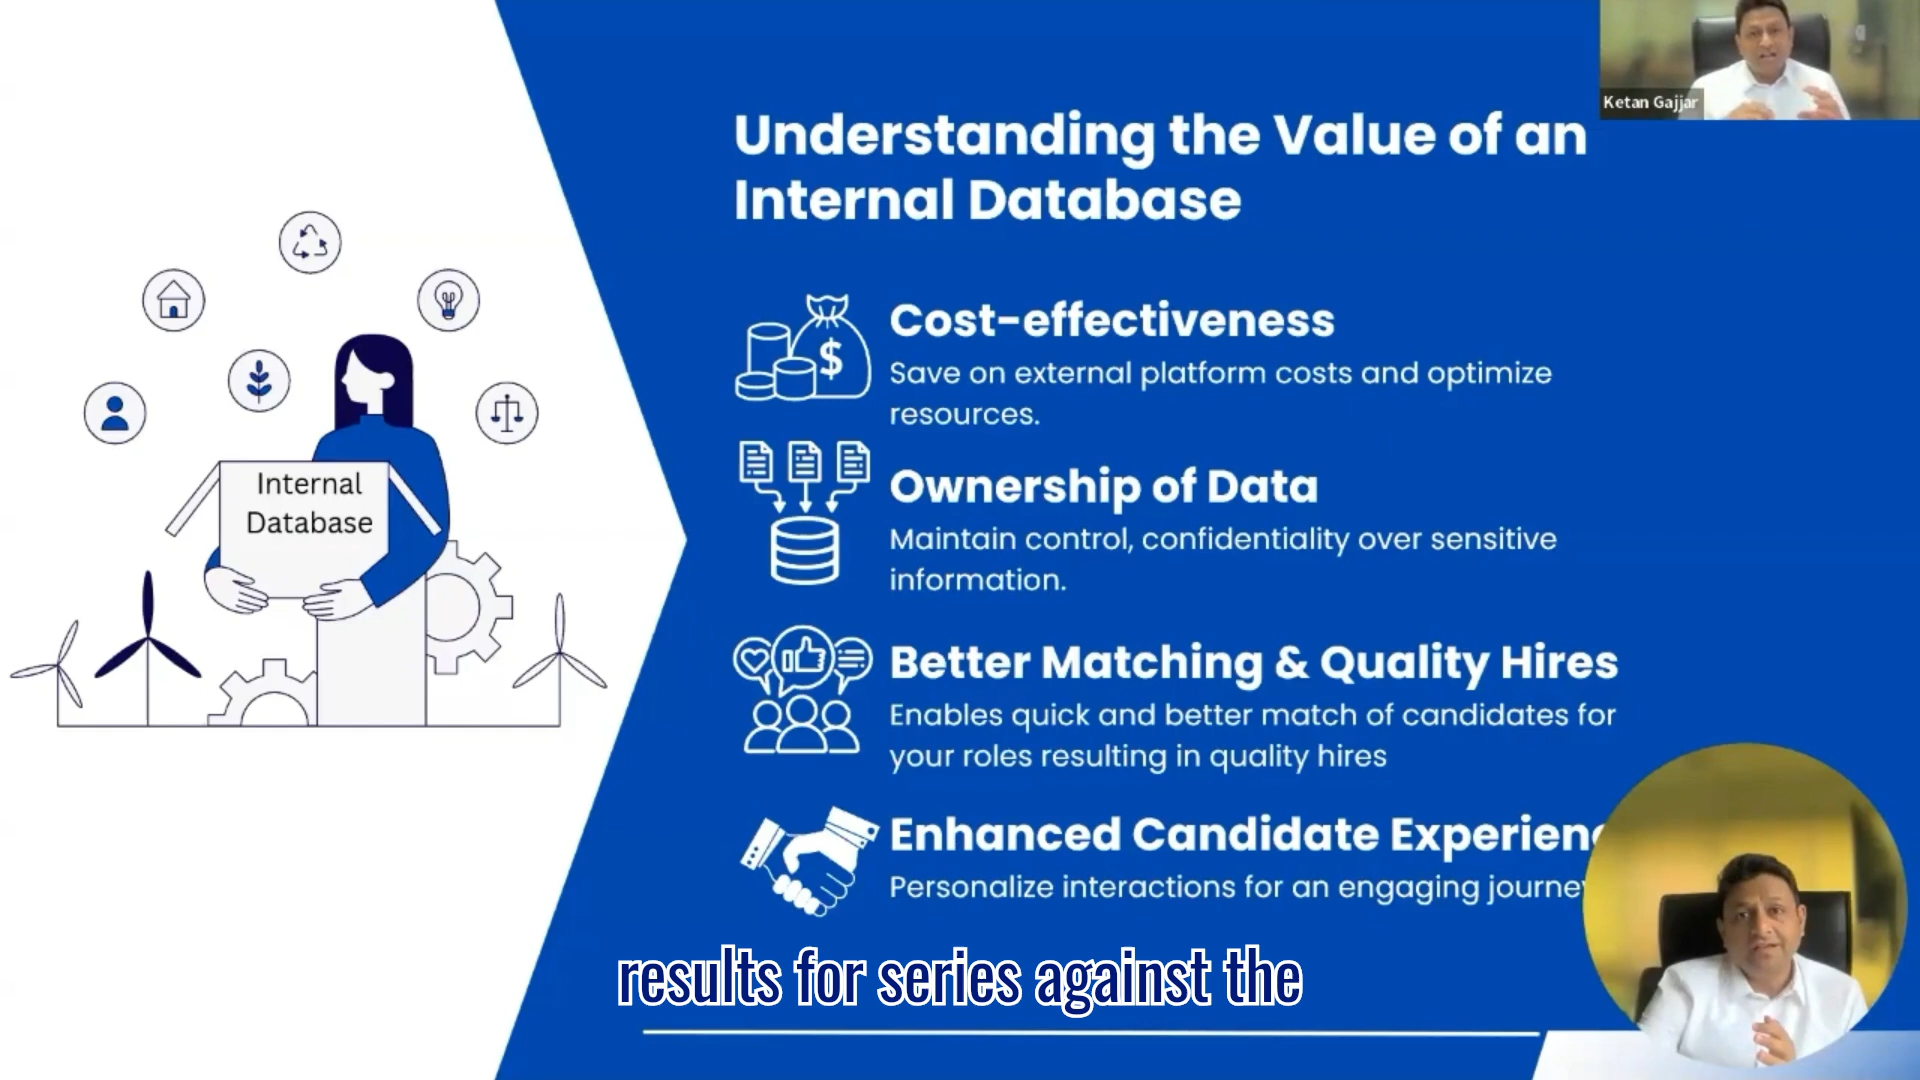 Ketan Gajjar
Understanding the Value of an
Internal Database
Cost-effectiveness
Save on external platform costs and optimize
resources.
Internal
Database
Ownership of Data
Maintain control, confidentiality over sensitive
information.
Better Matching & Quality Hires
Enables quick and better match of candidates for
your roles resulting in quality hires
Enhanced Candidate
Personalize interactions for an engaging
results for series against the